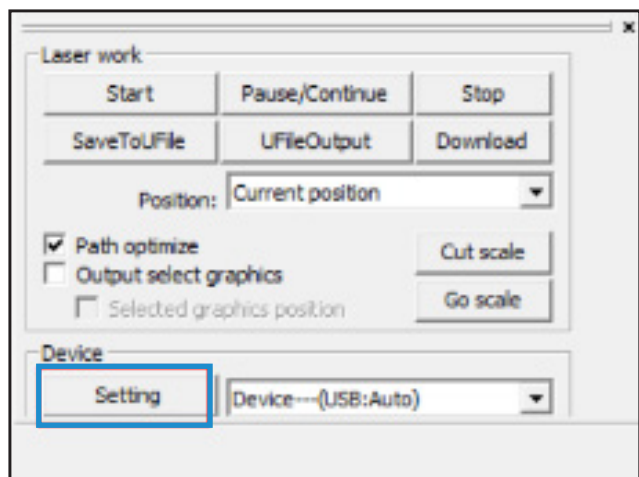 Laser work
Start Pause/Continue Stop
SaveToUFile UFileOutput Download
Position: Current position
Path optimize Cut scale
Output select graphics
Selected graphics position Go scale
Device
Setting Device---(USB:Auto)